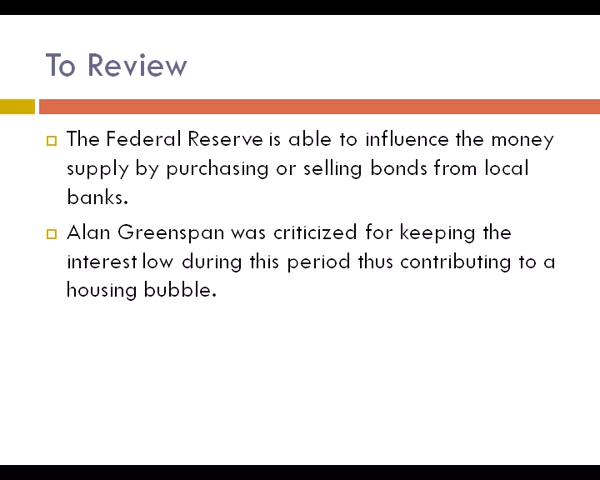 To Review
The Federal Reserve is able to influence the money
supply by purchasing or selling bonds from local
banks.
Alan Greenspan was criticized for keeping the
interest low during this period thus contributing to a
housing bubble.